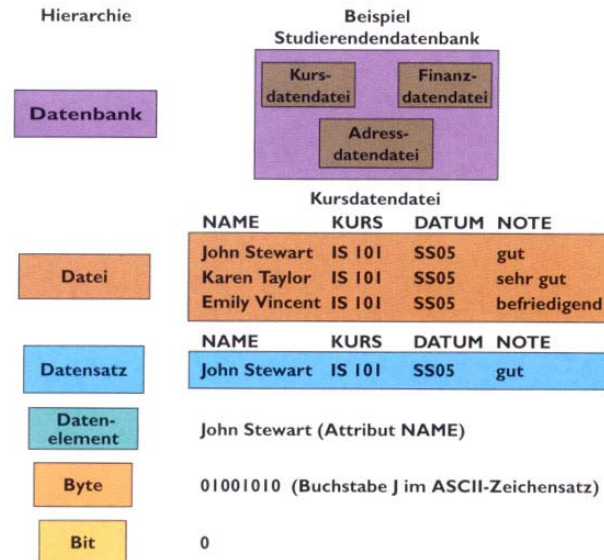 Hierarchie
Beispiel
Studierendendatenbank
Datenbank
Kurs-
datendatei
Finanz-
datendatei
Adress-
datendatei
Kursdatendatei
NAME KURS DATUM NOTE
Datei
John Stewart IS 101 SS05 gut
Karen Taylor IS 101 SS05 sehr gut
Emily Vincent IS 101 SS05 befriedigend
NAME KURS DATUM NOTE
Datensatz
John Stewart IS 101 SS05 gut
Daten-
element
John Stewart (Attribut NAME)
Byte
01001010 (Buchstabe J im ASCII-Zeichensatz)
Bit
0